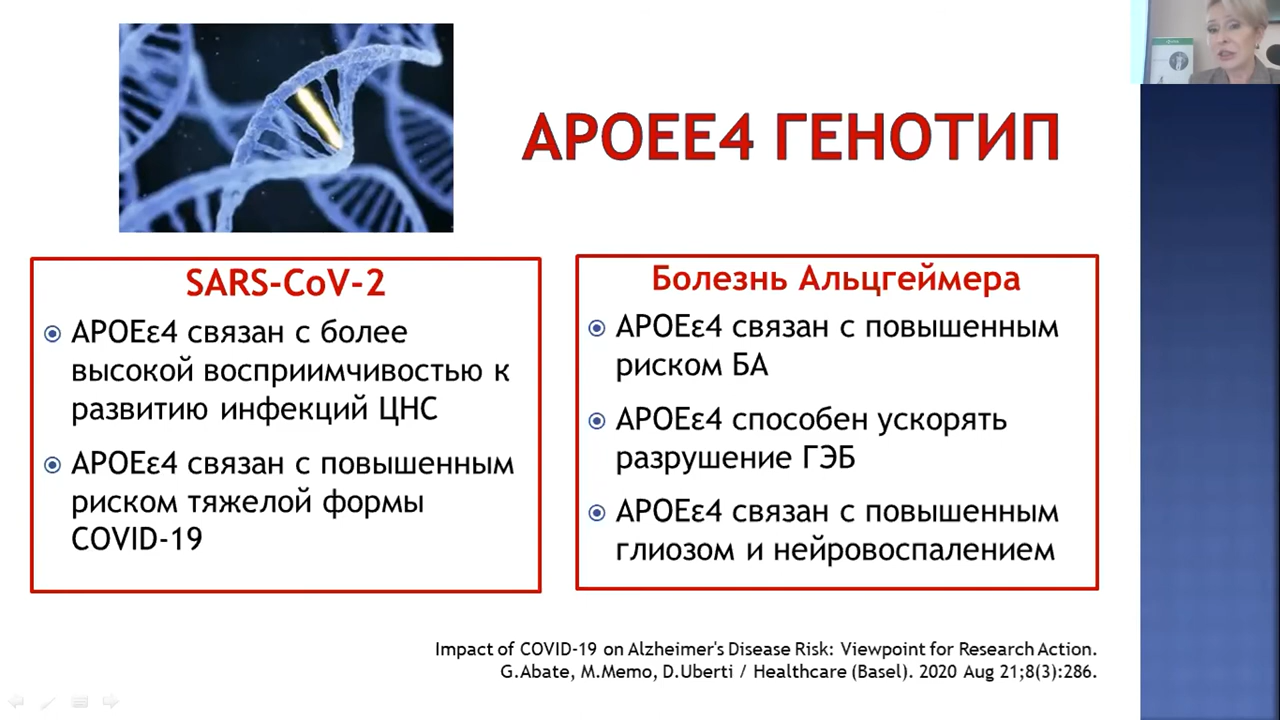 APOEE4 ГЕНОТИП
SARS-CoV-2
APOEε4 связан с более
высокой восприимчивостью к
развитию инфекций ЦНС
APOEε4 связан с повышенным
риском тяжелой формы
COVID-19
Болезнь Альцгеймера
APOEε4 связан с повышенным
риском БА
APOEε4 способен ускорять
разрушение ГЭБ
APOEε4 связан с повышенным
глиозом и нейровоспалением
Impact of COVID-19 on Alzheimer's Disease Risk: Viewpoint for Research Action.
G.Abate, M.Memo, D.Uberti / Healthcare (Basel). 2020 Aug 21;8(3):286.